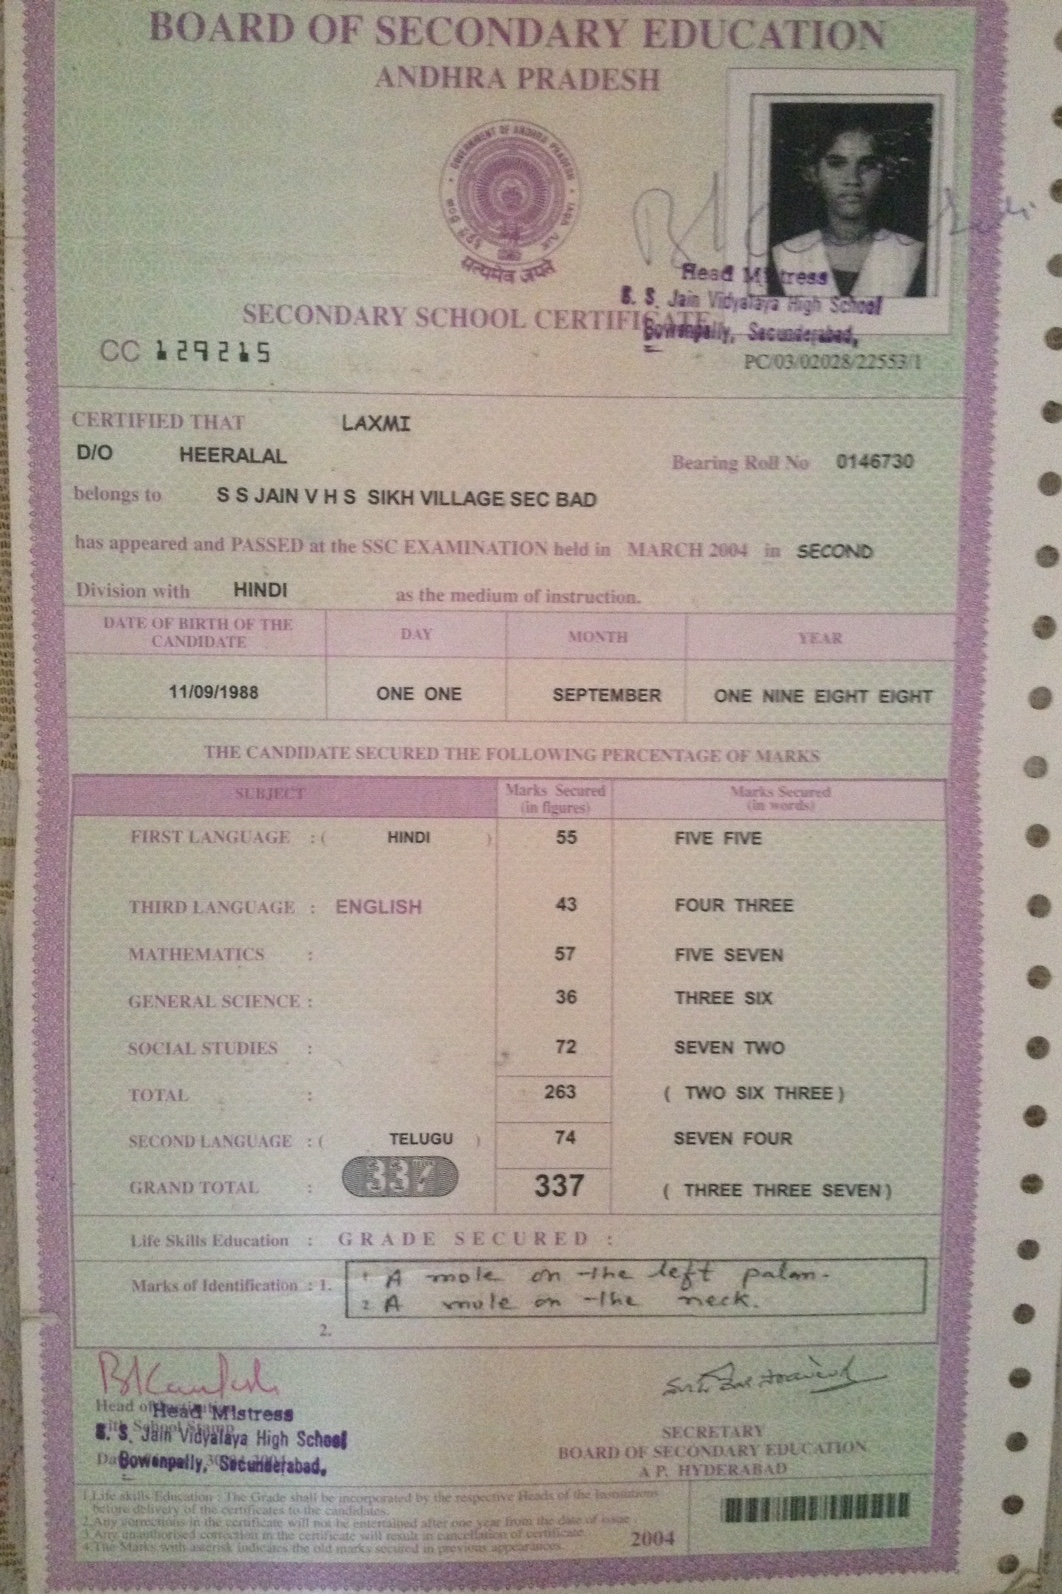 BOARD OF SECONDARY EDUCATION
ANDHRA PRADESH
GOVERNMENT OF ANDHRA PRADESH
सत्यमेव जयते
Head Mistress
S. S. Jain Vidyalaya High School
Bowenpally, Secunderabad,
SECONDARY SCHOOL CERTIFICATE
CC 129215
PC/03/02028/22553/1
CERTIFIED THAT LAXMI
D/O HEERALAL Bearing Roll No 0146730
belongs to S S JAIN V H S SIKH VILLAGE SEC BAD
has appeared and PASSED at the SSC EXAMINATION held in MARCH 2004 in SECOND
Division with HINDI as the medium of instruction.
DATE OF BIRTH OF THE CANDIDATE DAY MONTH YEAR
11/09/1988 ONE ONE SEPTEMBER ONE NINE EIGHT EIGHT
THE CANDIDATE SECURED THE FOLLOWING PERCENTAGE OF MARKS
SUBJECT Marks Secured (in figures) Marks Secured (in words)
FIRST LANGUAGE : ( HINDI ) 55 FIVE FIVE
THIRD LANGUAGE : ENGLISH 43 FOUR THREE
MATHEMATICS : 57 FIVE SEVEN
GENERAL SCIENCE : 36 THREE SIX
SOCIAL STUDIES : 72 SEVEN TWO
TOTAL : 263 ( TWO SIX THREE )
SECOND LANGUAGE : ( TELUGU ) 74 SEVEN FOUR
GRAND TOTAL : 337 337 ( THREE THREE SEVEN )
Life Skills Education : GRADE SECURED :
Marks of Identification : 1. 1 A mole on the left palm.
2 A mole on the neck.
2.
Head of Institution
Head Mistress
with School Stamp
S. S. Jain Vidyalaya High School
Bowenpally, Secunderabad,
SECRETARY
BOARD OF SECONDARY EDUCATION
A P. HYDERABAD
1.Life skills Education : The Grade shall be incorporated by the respective Heads of the Institutions
before delivery of the certificates to the candidates.
2.Any corrections in the certificate will not be entertained after one year from the date of issue
3.Any unauthorised correction in the certificate will result in cancellation of certificate.
4.The Marks with asterisk indicates the old marks secured in previous appearances.
2004